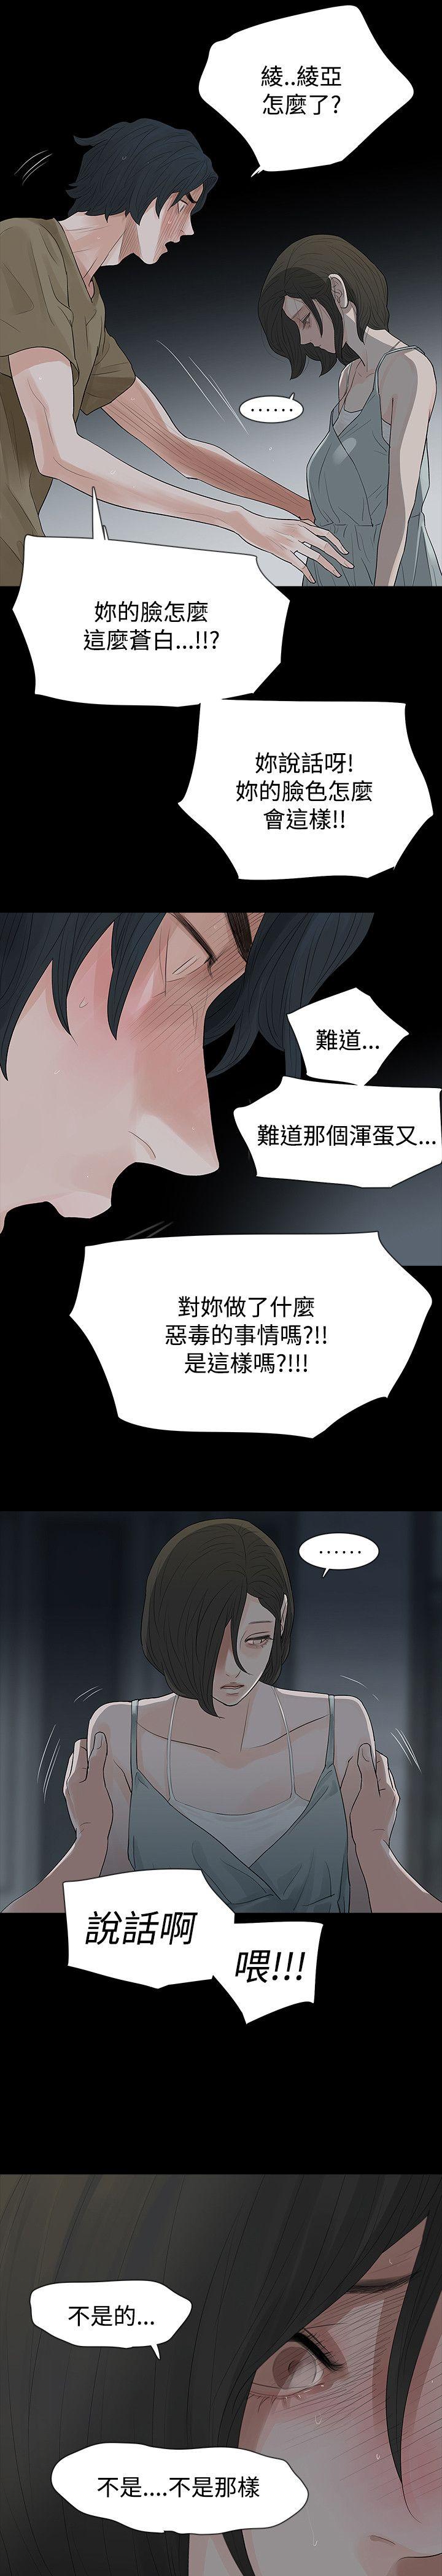 綾..綾亞
怎麼了?
······
妳的臉怎麼
這麼蒼白...!!?
妳說話呀!
妳的臉色怎麼
會這樣!!
難道...
難道那個渾蛋又...
對妳做了什麼
惡毒的事情嗎?!!
是這樣嗎?!!!
······
說話啊
喂!!!
不是的...
不是....不是那樣